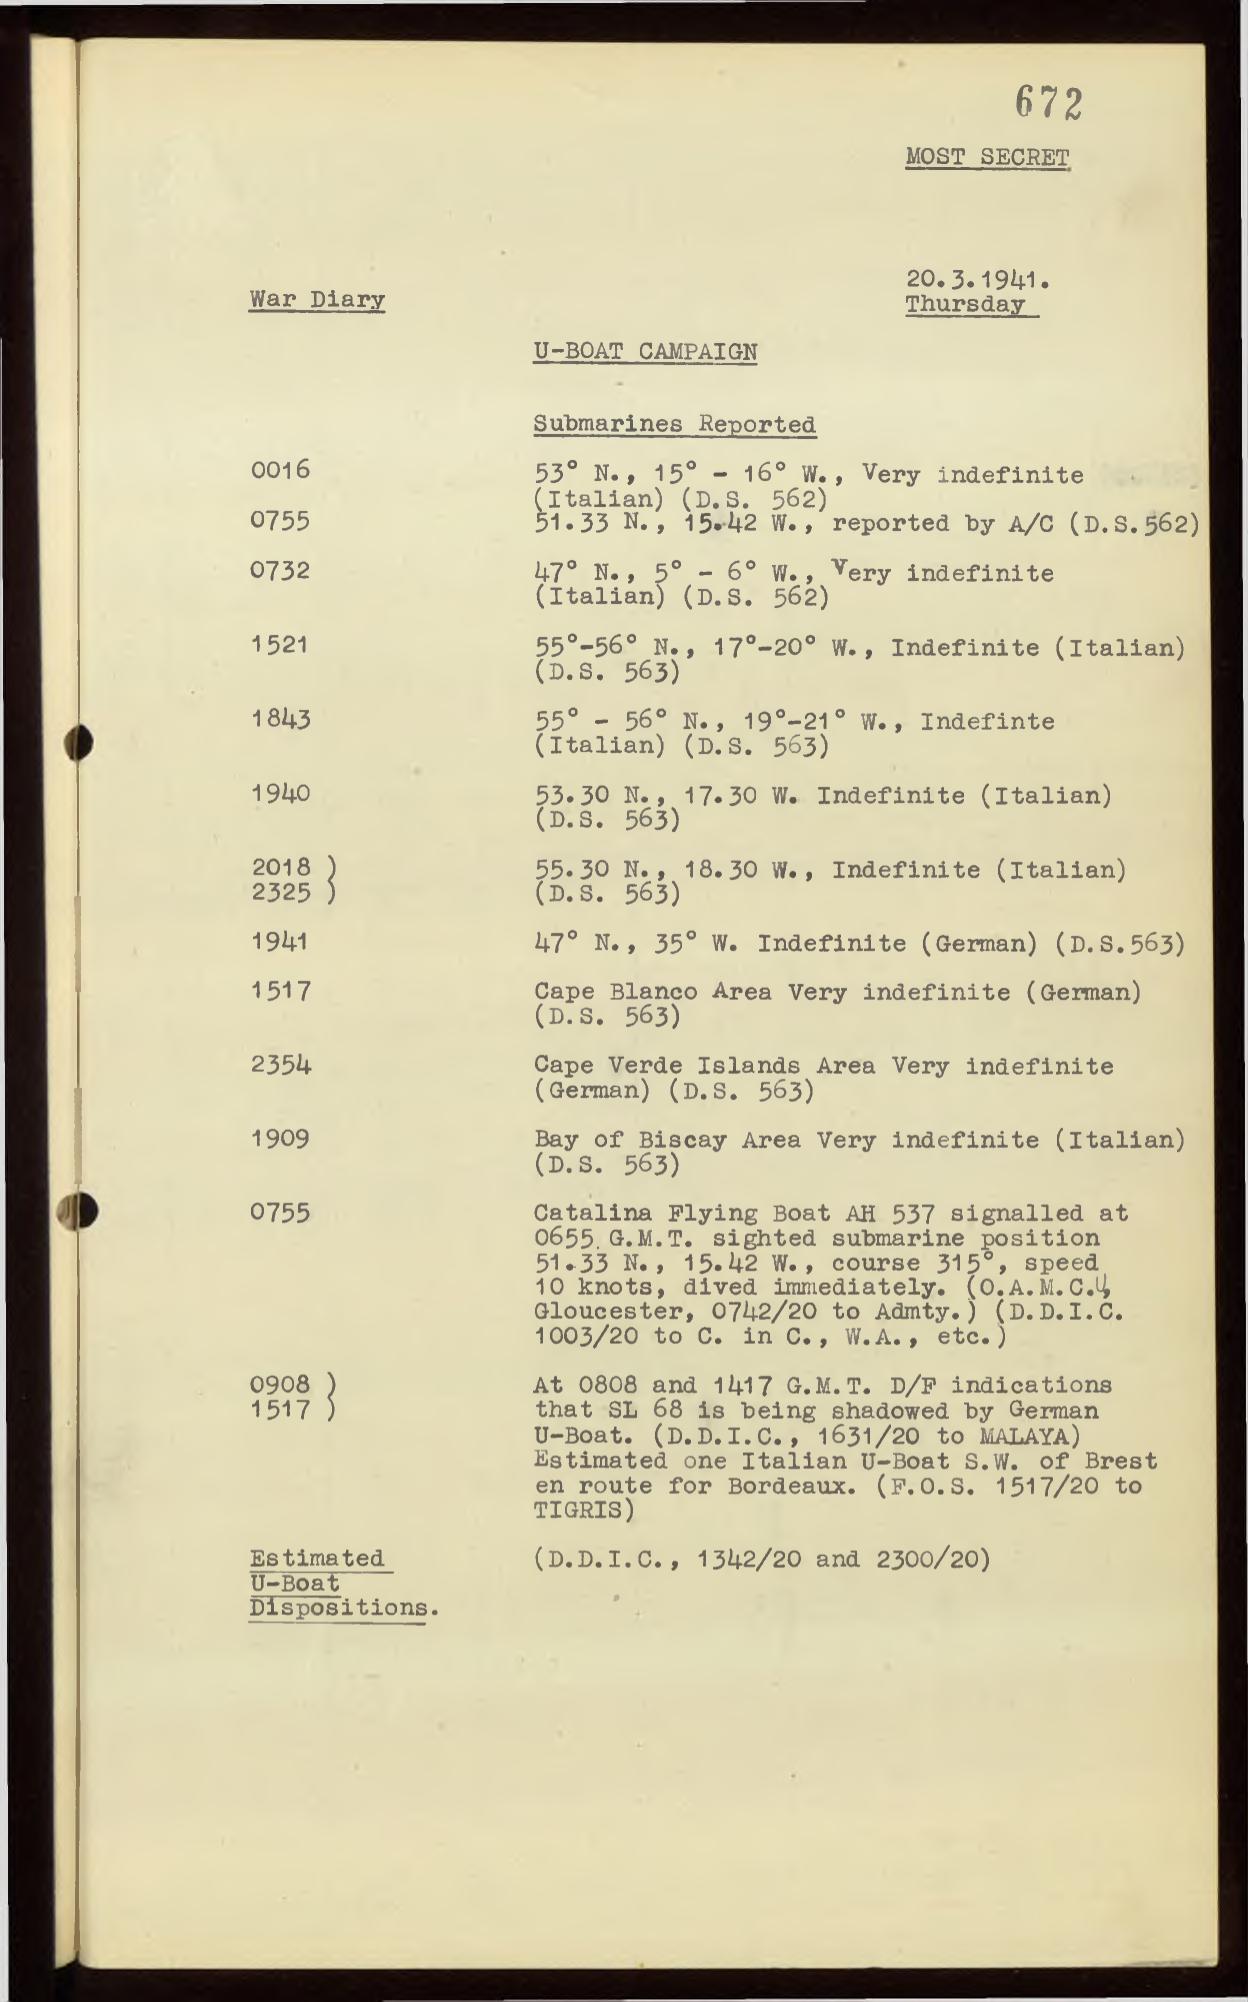 672
MOST SECRET
20.3.1941.
War Diary
Thursday
U-BOAT CAMPAIGN
Submarines Reported
0016 53° N., 15° - 16° W., Very indefinite
(Italian) (D.S. 562)
0755 51.33 N., 15.42 W., reported by A/C (D.S.562)
0732 47° N., 5° - 6° W., Very indefinite
(Italian) (D.S. 562)
1521 55°-56° N., 17°-20° W., Indefinite (Italian)
(D.S. 563)
1843 55° - 56° N., 19°-21° W., Indefinte
(Italian) (D.S. 563)
1940 53.30 N., 17.30 W. Indefinite (Italian)
(D.S. 563)
2018 ) 55.30 N., 18.30 W., Indefinite (Italian)
2325 ) (D.S. 563)
1941 47° N., 35° W. Indefinite (German) (D.S.563)
1517 Cape Blanco Area Very indefinite (German)
(D.S. 563)
2354 Cape Verde Islands Area Very indefinite
(German) (D.S. 563)
1909 Bay of Biscay Area Very indefinite (Italian)
(D.S. 563)
0755 Catalina Flying Boat AH 537 signalled at
0655 G.M.T. sighted submarine position
51.33 N., 15.42 W., course 315°, speed
10 knots, dived immediately. (O.A.M.C.4,
Gloucester, 0742/20 to Admty.) (D.D.I.C.
1003/20 to C. in C., W.A., etc.)
0908 ) At 0808 and 1417 G.M.T. D/F indications
1517 ) that SL 68 is being shadowed by German
U-Boat. (D.D.I.C., 1631/20 to MALAYA)
Estimated one Italian U-Boat S.W. of Brest
en route for Bordeaux. (F.O.S. 1517/20 to
TIGRIS)
Estimated (D.D.I.C., 1342/20 and 2300/20)
U-Boat
Dispositions.